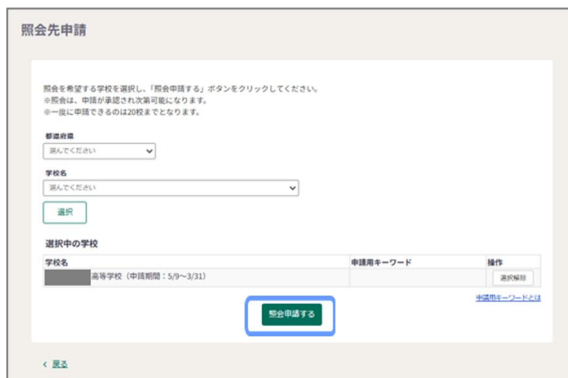 照会先申請
照会を希望する学校を選択し、「照会申請する」ボタンをクリックしてください。
※照会は、申請が承認され次第可能になります。
※一度に申請できるのは20校までとなります。
都道府県
選んでください
学校名
選んでください
選択
選択中の学校
学校名 申請用キーワード 操作
高等学校（申請期間：5/9～3/31） 選択解除
申請用キーワードとは
照会申請する
< 戻る